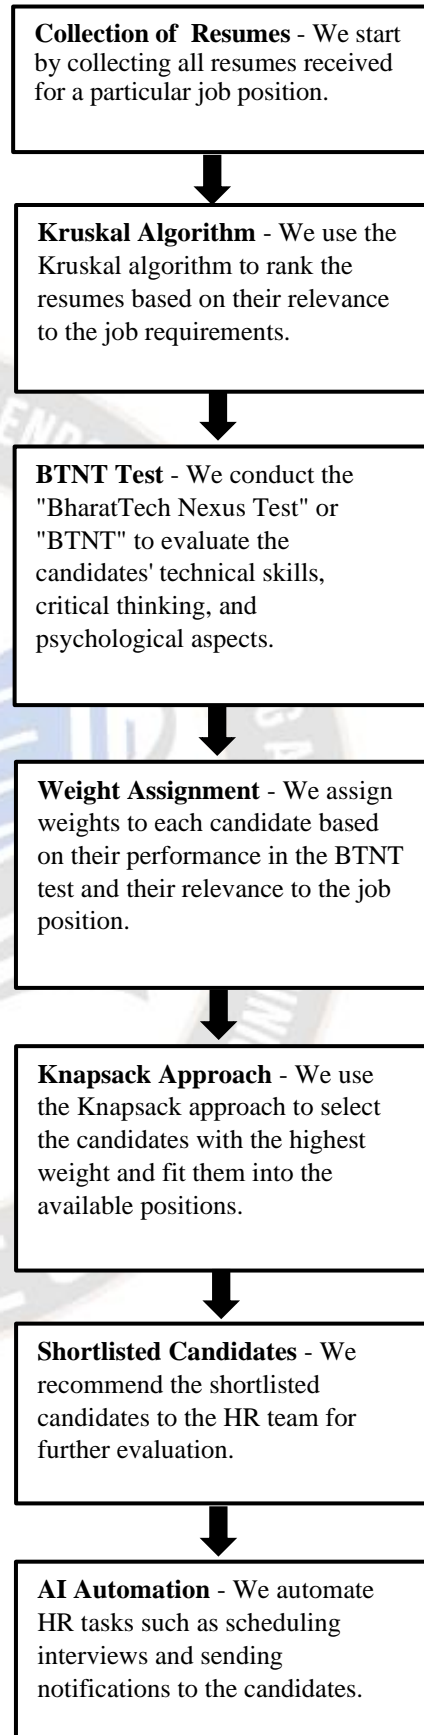 Collection of Resumes - We start
by collecting all resumes received
for a particular job position.
Kruskal Algorithm - We use the
Kruskal algorithm to rank the
resumes based on their relevance
to the job requirements.
BTNT Test - We conduct the
"BharatTech Nexus Test" or
"BTNT" to evaluate the
candidates' technical skills,
critical thinking, and
psychological aspects.
Weight Assignment - We assign
weights to each candidate based
on their performance in the BTNT
test and their relevance to the job
position.
Knapsack Approach - We use
the Knapsack approach to select
the candidates with the highest
weight and fit them into the
available positions.
Shortlisted Candidates - We
recommend the shortlisted
candidates to the HR team for
further evaluation.
AI Automation - We automate
HR tasks such as scheduling
interviews and sending
notifications to the candidates.